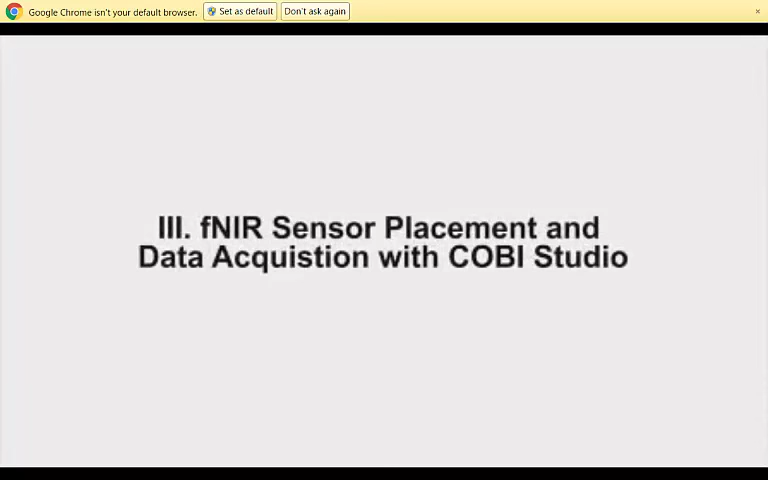 Google Chrome isn't your default browser. Set as default Don't ask again ×
III. fNIR Sensor Placement and
Data Acquistion with COBI Studio